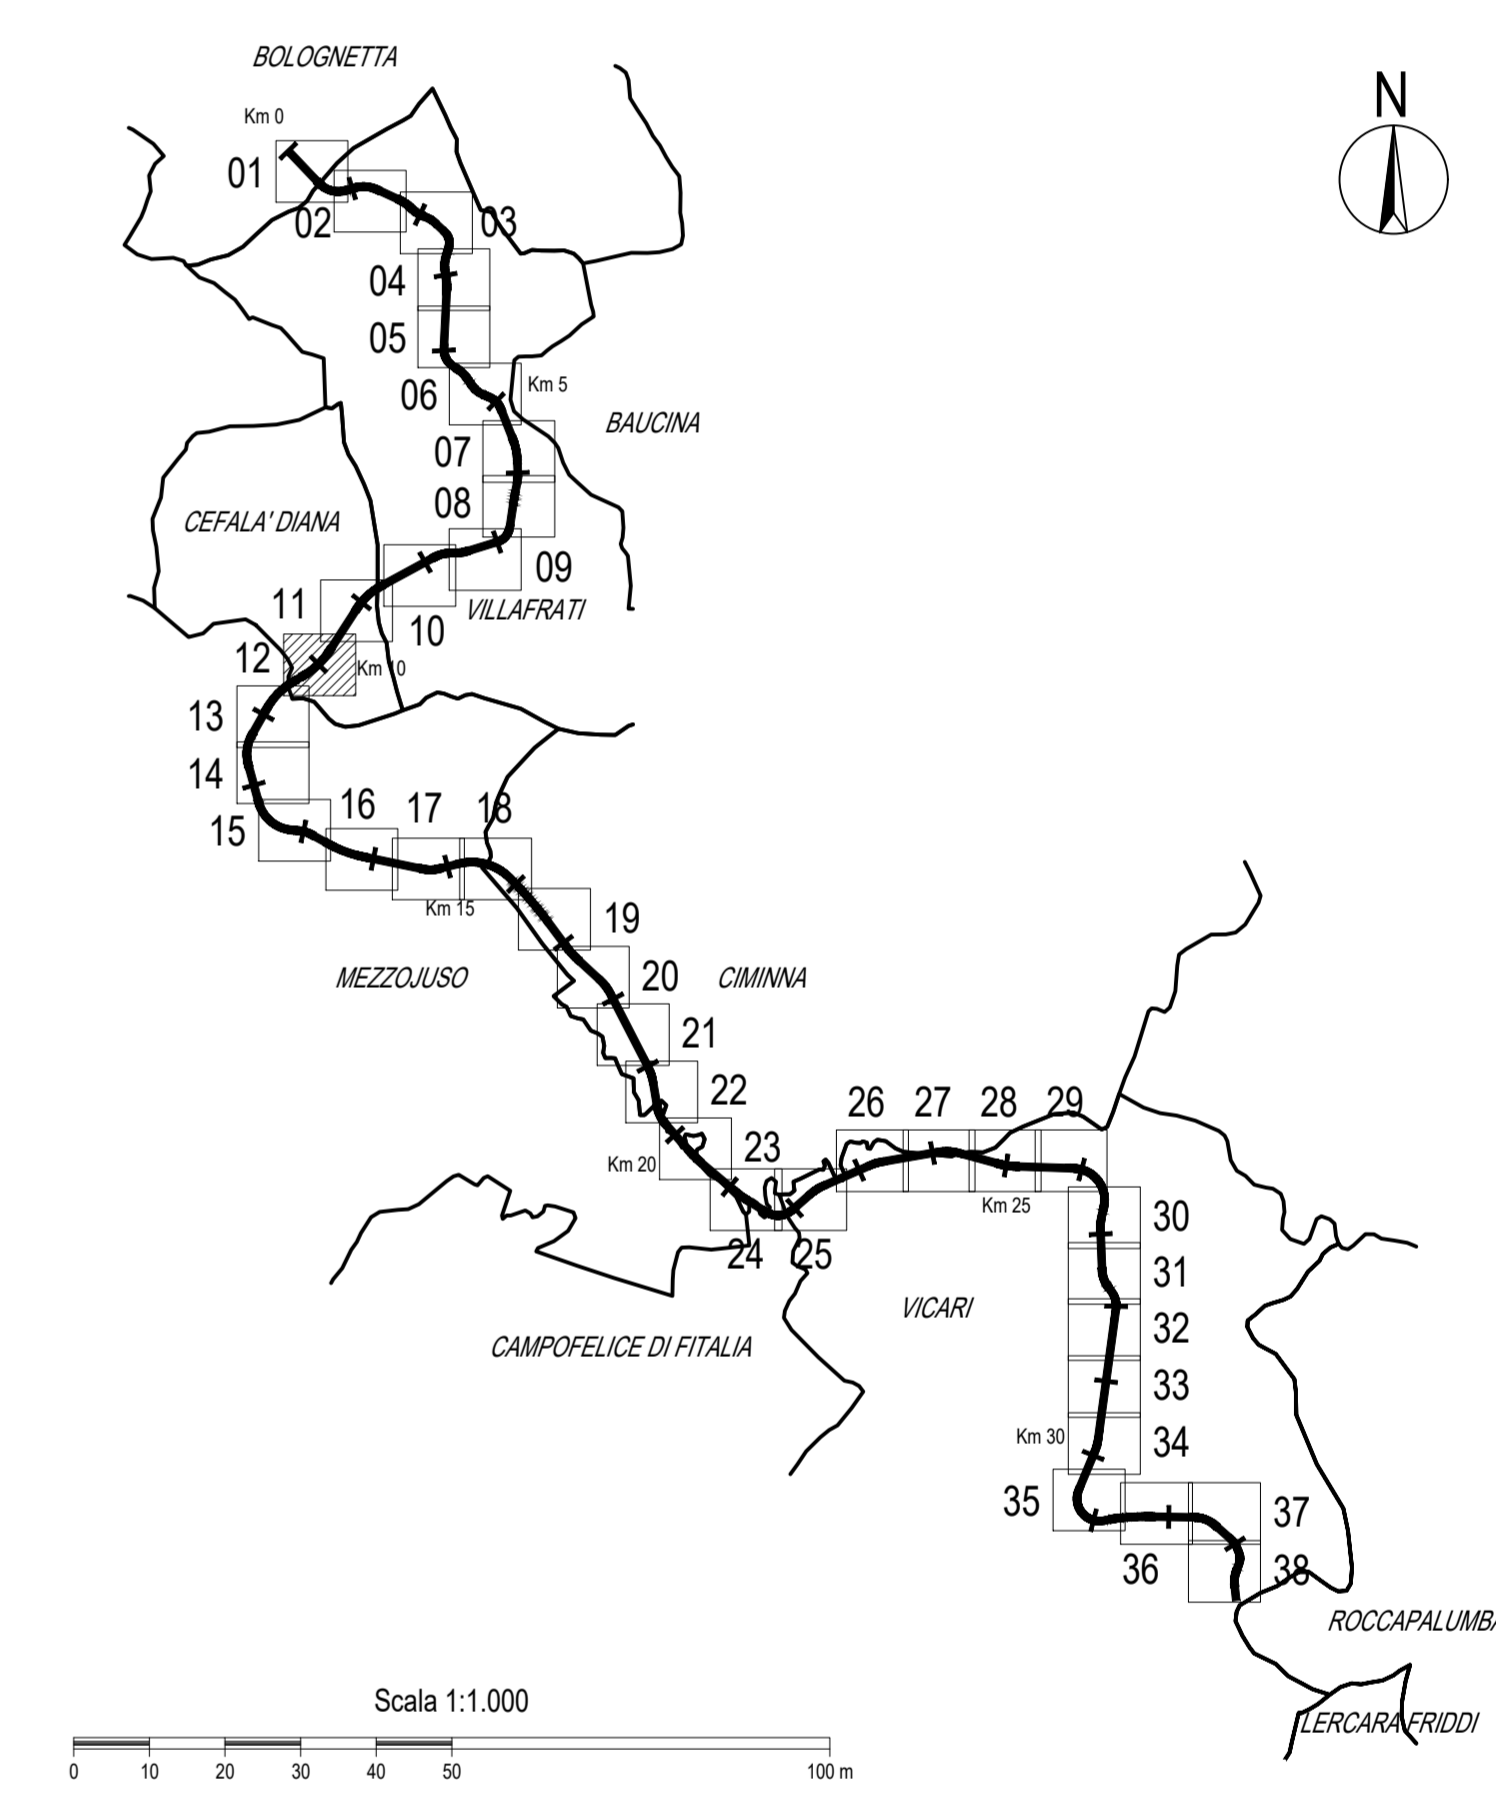 BOLOGNETTA
N
Km 0
01
02
03
04
05
06
Km 5
BAUCINA
07
08
CEFALA' DIANA
09
11
VILLAFRATI
10
12
Km 10
13
14
15
16
17
18
Km 15
19
MEZZOJUSO
20
CIMINNA
21
22
26
27
28
29
23
Km 20
Km 25
30
24
25
31
VICARI
32
CAMPOFELICE DI FITALIA
33
Km 30
34
35
37
36
38
ROCCAPALUMBA
Scala 1:1.000
LERCARA FRIDDI
0 10 20 30 40 50 100 m